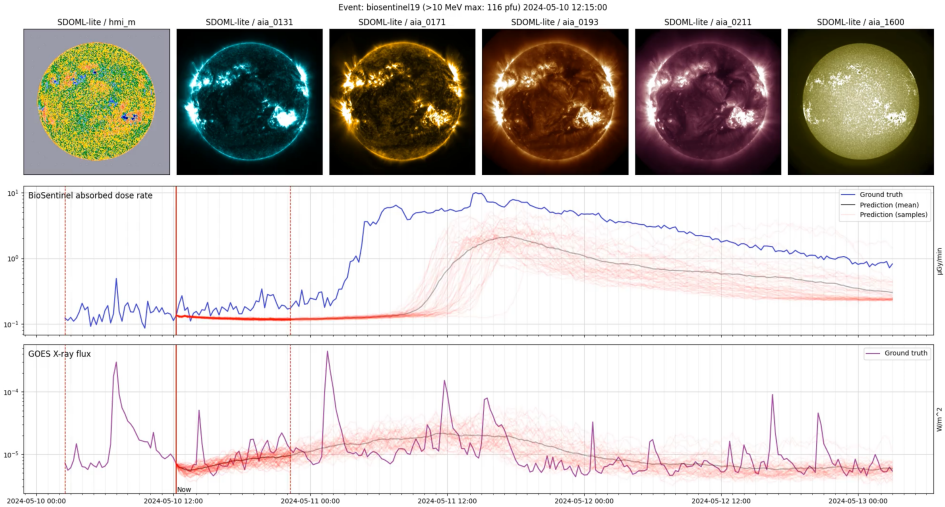 Event: biosentinel19 (>10 MeV max: 116 pfu) 2024-05-10 12:15:00
SDOML-lite / hmi_m
SDOML-lite / aia_0131
SDOML-lite / aia_0171
SDOML-lite / aia_0193
SDOML-lite / aia_0211
SDOML-lite / aia_1600
BioSentinel absorbed dose rate
Ground truth
Prediction (mean)
Prediction (samples)
10^1
10^0
10^-1
μGy/min
GOES X-ray flux
Ground truth
10^-4
10^-5
W/m^2
Now
2024-05-10 00:00
2024-05-10 12:00
2024-05-11 00:00
2024-05-11 12:00
2024-05-12 00:00
2024-05-12 12:00
2024-05-13 00:00